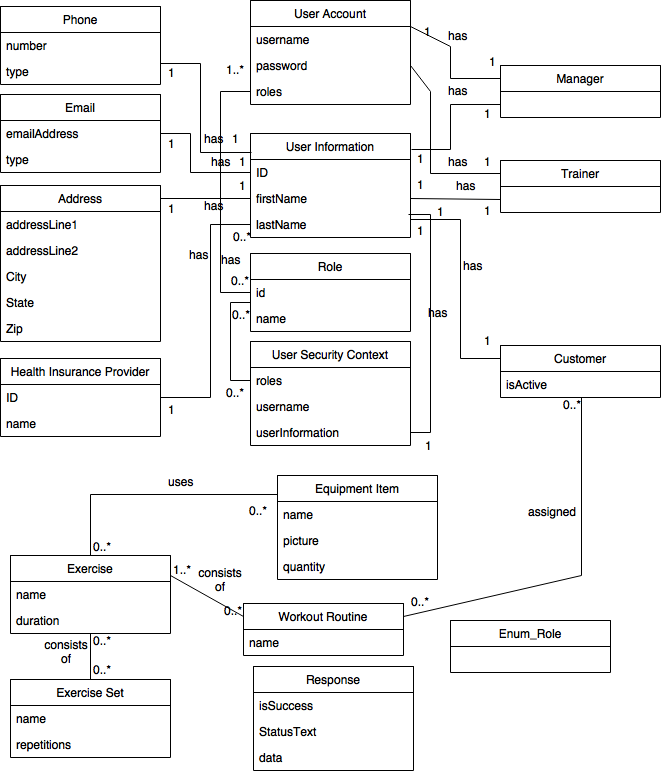 Phone
number
type
Email
emailAddress
type
Address
addressLine1
addressLine2
City
State
Zip
Health Insurance Provider
ID
name
User Account
username
password
roles
User Information
ID
firstName
lastName
Role
id
name
User Security Context
roles
username
userInformation
Manager
Trainer
Customer
isActive
1
has
1
1
has
1
1
has
1
1..*
has
0..*
has
1
0..*
1
has
1
has
1
1
has
1
has
1
1
has
1
1
has
1
1
has
1
0..*
0..*
Equipment Item
name
picture
quantity
uses
0..*
0..*
Exercise
name
duration
1..*
consists
of
0..*
Workout Routine
name
0..*
assigned
0..*
0..*
consists
of
0..*
Exercise Set
name
repetitions
Enum_Role
Response
isSuccess
StatusText
data